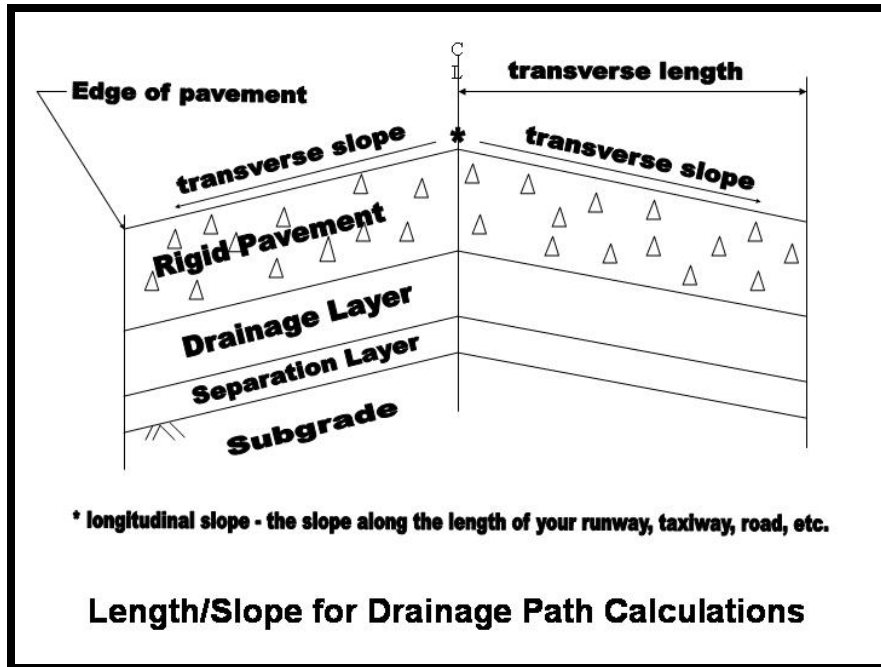 C
L
transverse length
Edge of pavement
*
transverse slope
transverse slope
Rigid Pavement
Drainage Layer
Separation Layer
Subgrade
* longitudinal slope - the slope along the length of your runway, taxiway, road, etc.
Length/Slope for Drainage Path Calculations